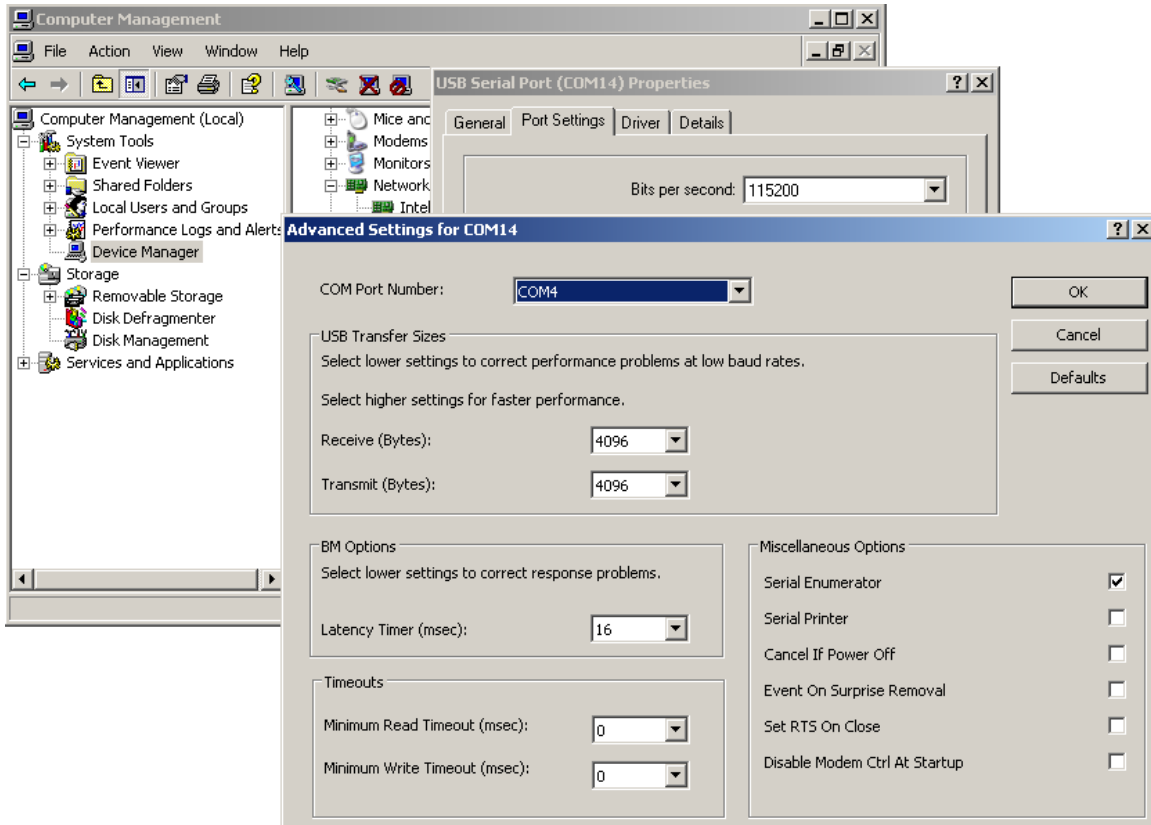 Computer Management
File Action View Window Help
USB Serial Port (COM14) Properties
Computer Management (Local)
System Tools
Event Viewer
Shared Folders
Local Users and Groups
Performance Logs and Alerts
Device Manager
Storage
Removable Storage
Disk Defragmenter
Disk Management
Services and Applications
Mice and
Modems
Monitors
Network
Intel
General Port Settings Driver Details
Bits per second: 115200
Advanced Settings for COM14
COM Port Number: COM4
OK
Cancel
Defaults
USB Transfer Sizes
Select lower settings to correct performance problems at low baud rates.
Select higher settings for faster performance.
Receive (Bytes): 4096
Transmit (Bytes): 4096
BM Options
Select lower settings to correct response problems.
Latency Timer (msec): 16
Timeouts
Minimum Read Timeout (msec): 0
Minimum Write Timeout (msec): 0
Miscellaneous Options
Serial Enumerator
Serial Printer
Cancel If Power Off
Event On Surprise Removal
Set RTS On Close
Disable Modem Ctrl At Startup